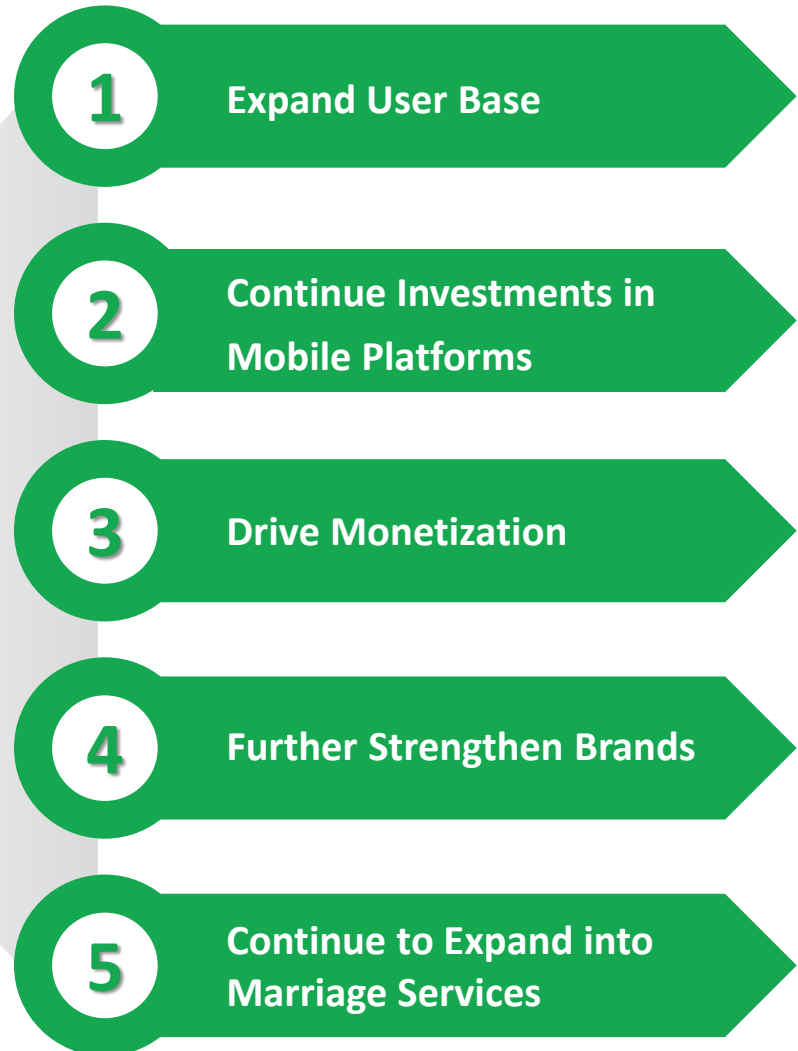 1
Expand User Base
2
Continue Investments in
Mobile Platforms
3
Drive Monetization
4
Further Strengthen Brands
5
Continue to Expand into
Marriage Services